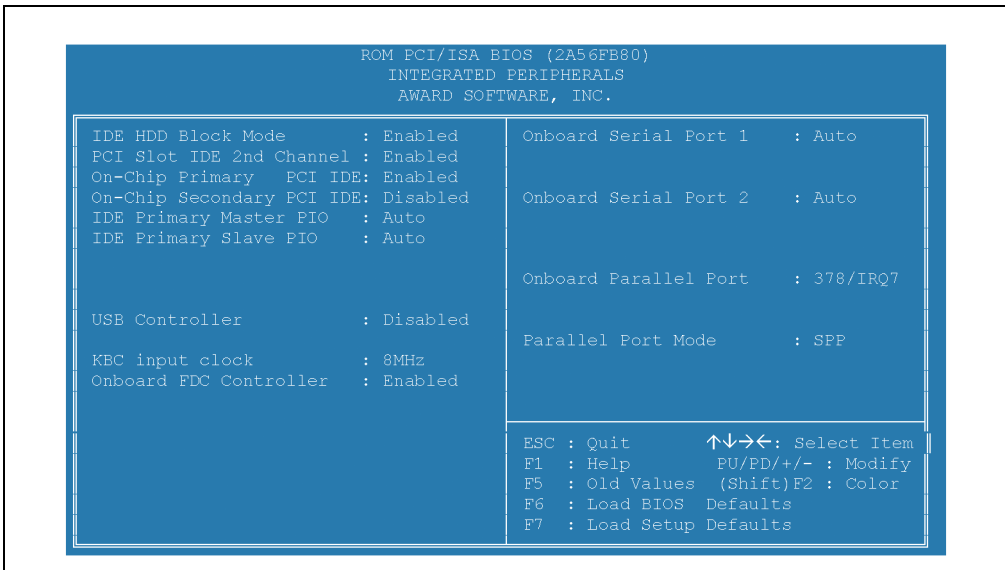 ROM PCI/ISA BIOS (2A56FB80)
INTEGRATED PERIPHERALS
AWARD SOFTWARE, INC.
IDE HDD Block Mode : Enabled
PCI Slot IDE 2nd Channel : Enabled
On-Chip Primary PCI IDE: Enabled
On-Chip Secondary PCI IDE: Disabled
IDE Primary Master PIO : Auto
IDE Primary Slave PIO : Auto
USB Controller : Disabled
KBC input clock : 8MHz
Onboard FDC Controller : Enabled
Onboard Serial Port 1 : Auto
Onboard Serial Port 2 : Auto
Onboard Parallel Port : 378/IRQ7
Parallel Port Mode : SPP
ESC : Quit ↑↓→←: Select Item
F1 : Help PU/PD/+/- : Modify
F5 : Old Values (Shift)F2 : Color
F6 : Load BIOS Defaults
F7 : Load Setup Defaults